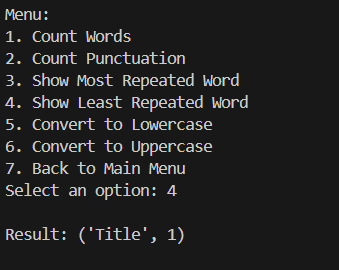 Menu:
1. Count Words
2. Count Punctuation
3. Show Most Repeated Word
4. Show Least Repeated Word
5. Convert to Lowercase
6. Convert to Uppercase
7. Back to Main Menu
Select an option: 4
Result: ('Title', 1)